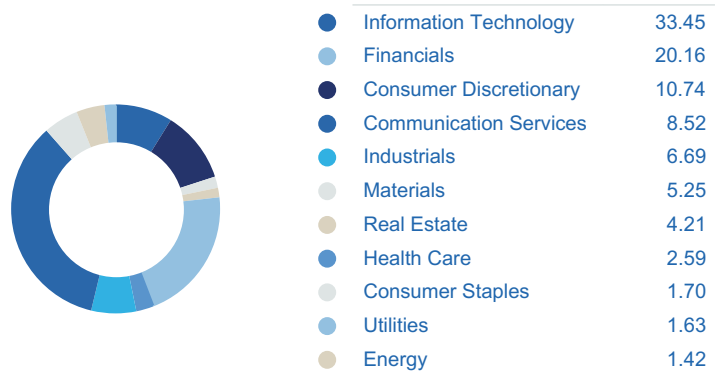 Information Technology 33.45
Financials 20.16
Consumer Discretionary 10.74
Communication Services 8.52
Industrials 6.69
Materials 5.25
Real Estate 4.21
Health Care 2.59
Consumer Staples 1.70
Utilities 1.63
Energy 1.42